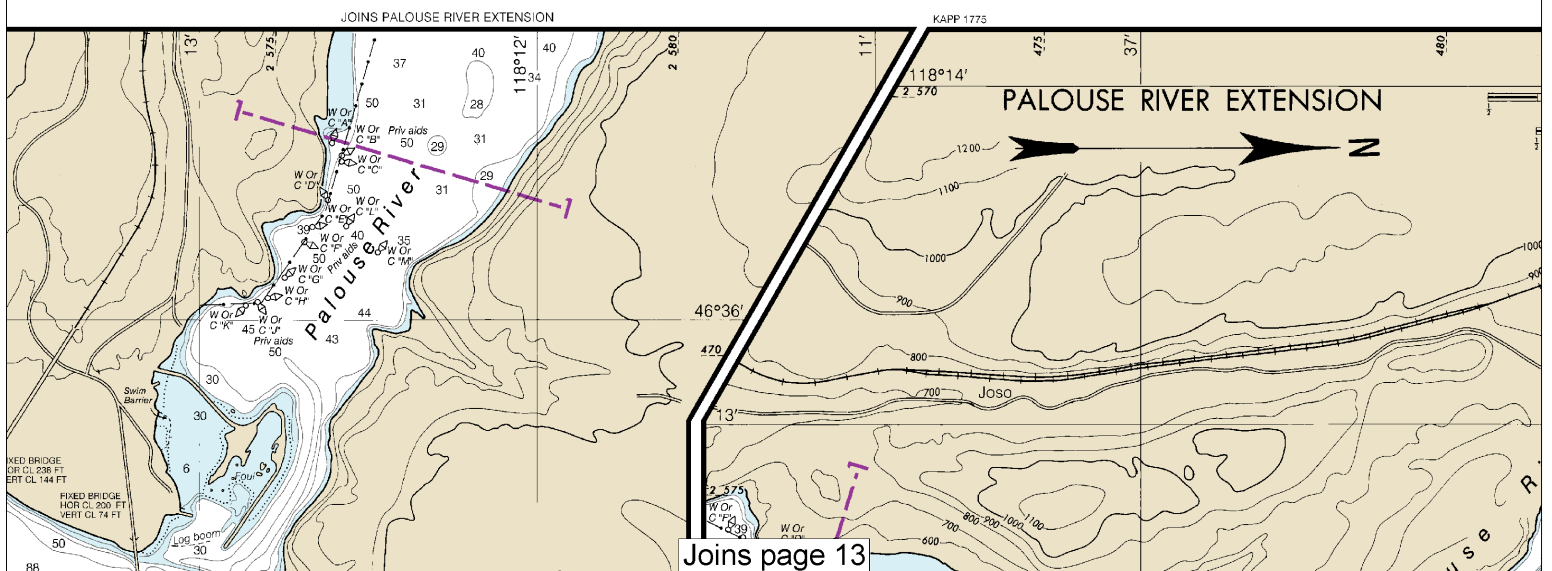 JOINS PALOUSE RIVER EXTENSION
KAPP 1775
13'
2 575
118°12'
2 580
11'
475
37'
480
118°14'
2 570
PALOUSE RIVER EXTENSION
N
40
40
37
34
50
31
28
W Or
C "A"
W Or
C "B"
Priv aids
50
29
31
W Or
C "C"
W Or
C "D"
50
31
29
W Or
C "L"
W Or
C "E"
39
W Or
C "F"
40
35
50
Priv aids
W Or
C "M"
W Or
C "G"
W Or
C "H"
Palouse River
W Or
C "K"
W Or
C "J"
45
Priv aids
50
44
43
30
Swim
Barrier
30
6
Foul
IXED BRIDGE
OR CL 238 FT
ERT CL 144 FT
FIXED BRIDGE
HOR CL 200 FT
VERT CL 74 FT
Log boom
30
50
88
1200
1100
1000
900
1000
900
46°36'
470
800
700
Joso
13'
2 575
W Or
C "F"
39
W Or
800
900
1000
1100
700
600
R.
use
Joins page 13